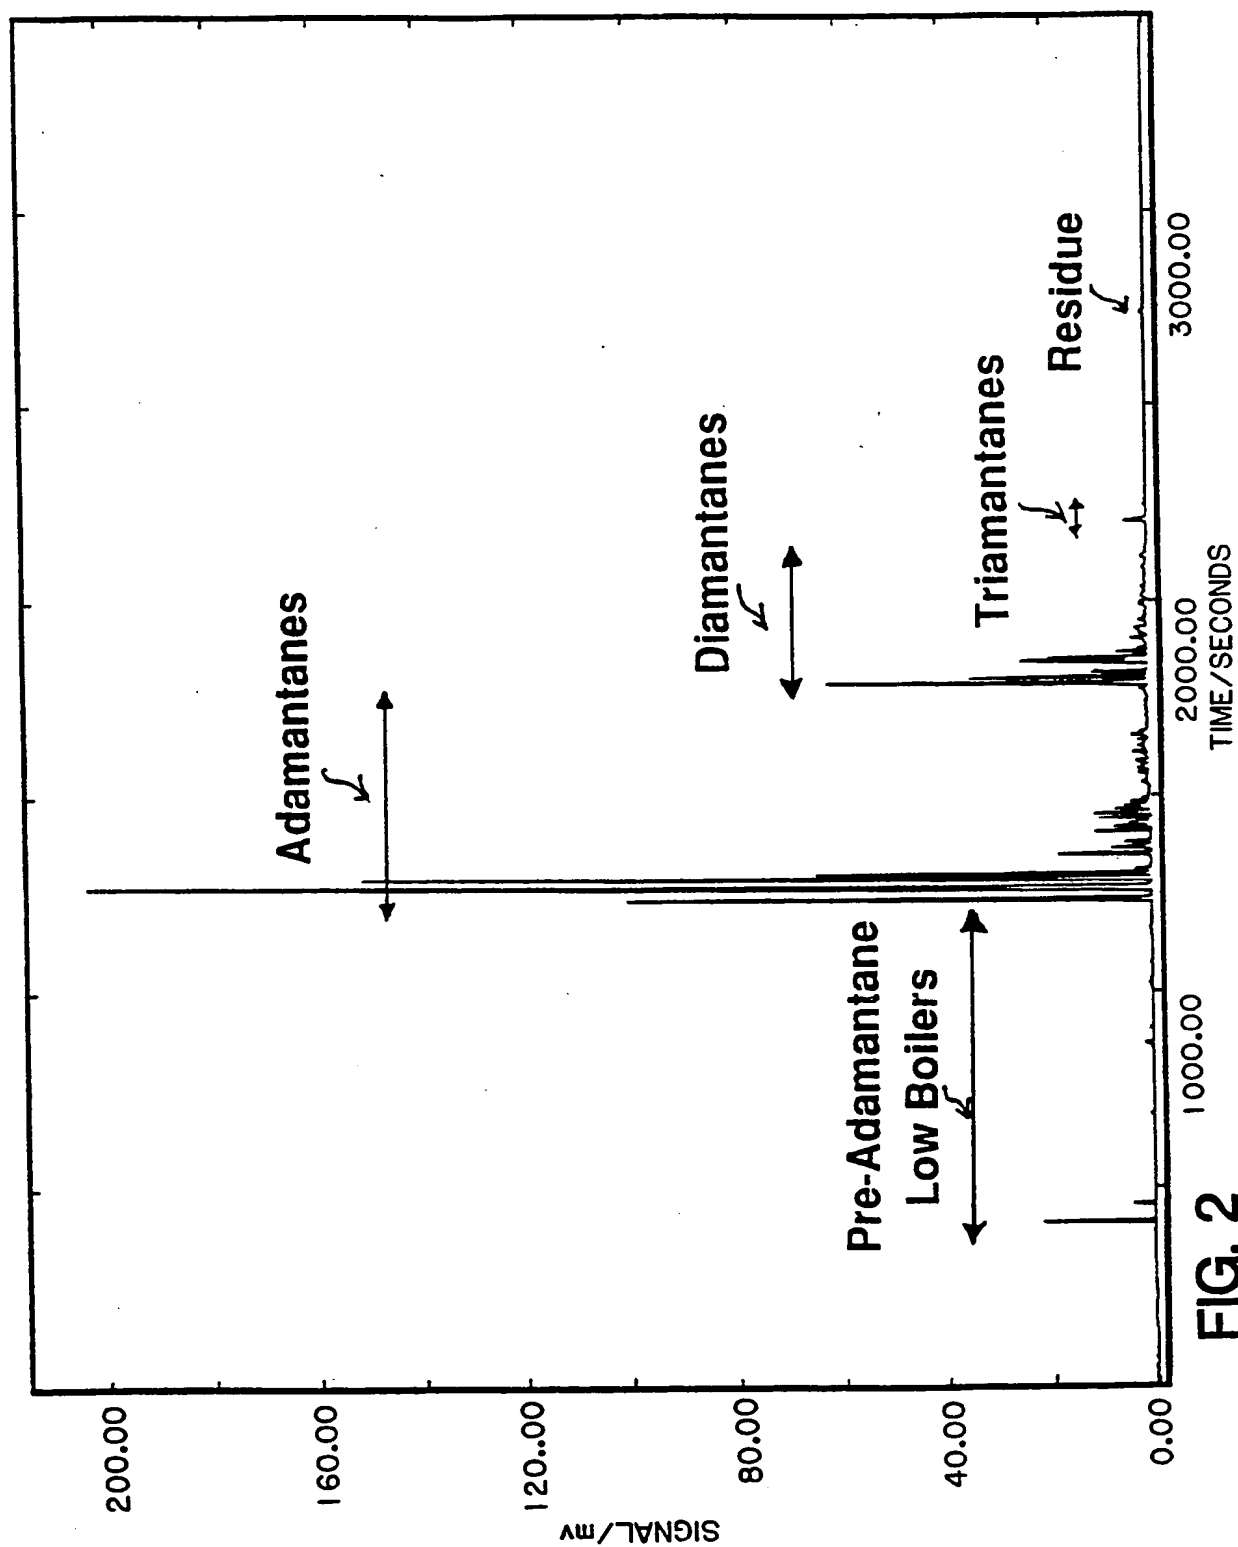 SIGNAL/mv
200.00
160.00
120..00
80.00
40.00
0.00
Adamantanes
Diamantanes
Triamantanes
Residue
Pre-Adamantane
Low Boilers
1000.00
2000.00
3000.00
TIME/SECONDS
FIG. 2